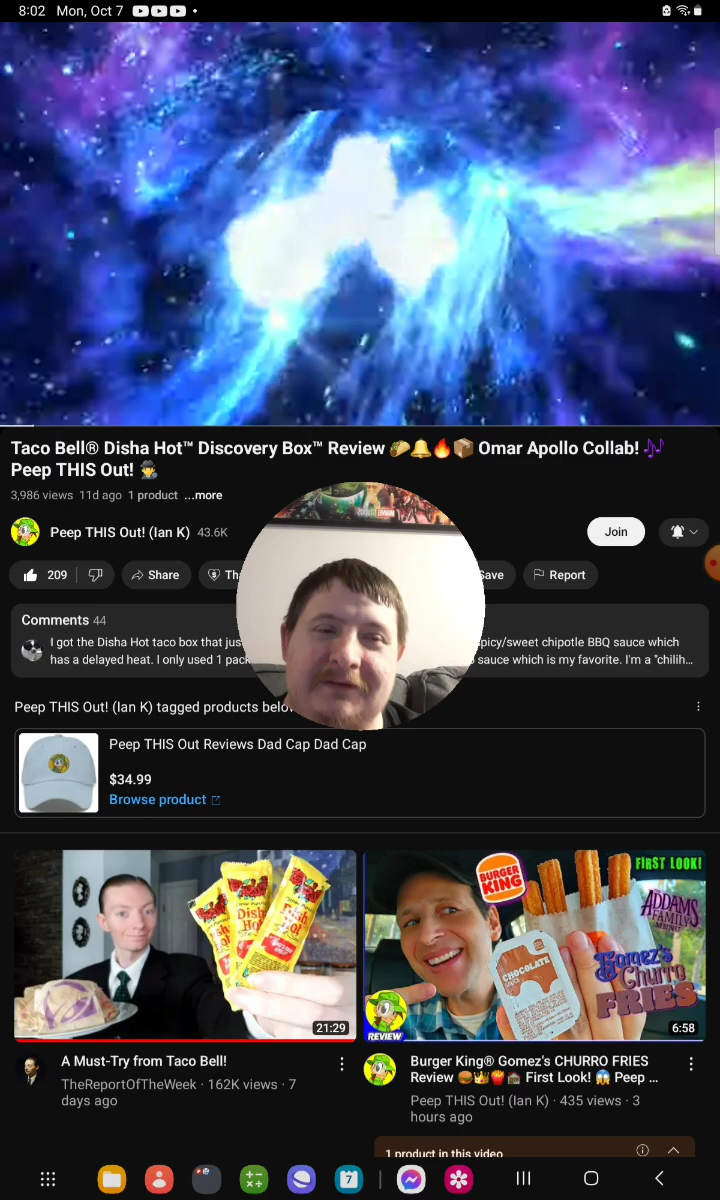 8:02 Mon, Oct 7
Taco Bell® Disha Hot™ Discovery Box™ Review 🌮🔔🔥📦 Omar Apollo Collab! 🎶
Peep THIS Out! 🕵️
3,986 views 11d ago 1 product ...more
Peep THIS Out! (Ian K) 43.6K
Join
209
Share
Th
Save
Report
Comments 44
I got the Disha Hot taco box that jus
picy/sweet chipotle BBQ sauce which
has a delayed heat. I only used 1 pack
sauce which is my favorite. I'm a "chilih...
Peep THIS Out! (Ian K) tagged products below
Peep THIS Out Reviews Dad Cap Dad Cap
$34.99
Browse product
Disha
Hot!
21:29
FIRST LOOK!
BURGER
KING
ADDAMS
FAMILY
MENU
CHOCOLATE
SAUCE
Gomez's
Churro
FRIES
REVIEW
6:58
A Must-Try from Taco Bell!
TheReportOfTheWeek · 162K views · 7
days ago
Burger King® Gomez's CHURRO FRIES
Review 🍔👑🍟🏚️ First Look! 😱 Peep ...
Peep THIS Out! (Ian K) · 435 views · 3
hours ago
1 product in this video
7